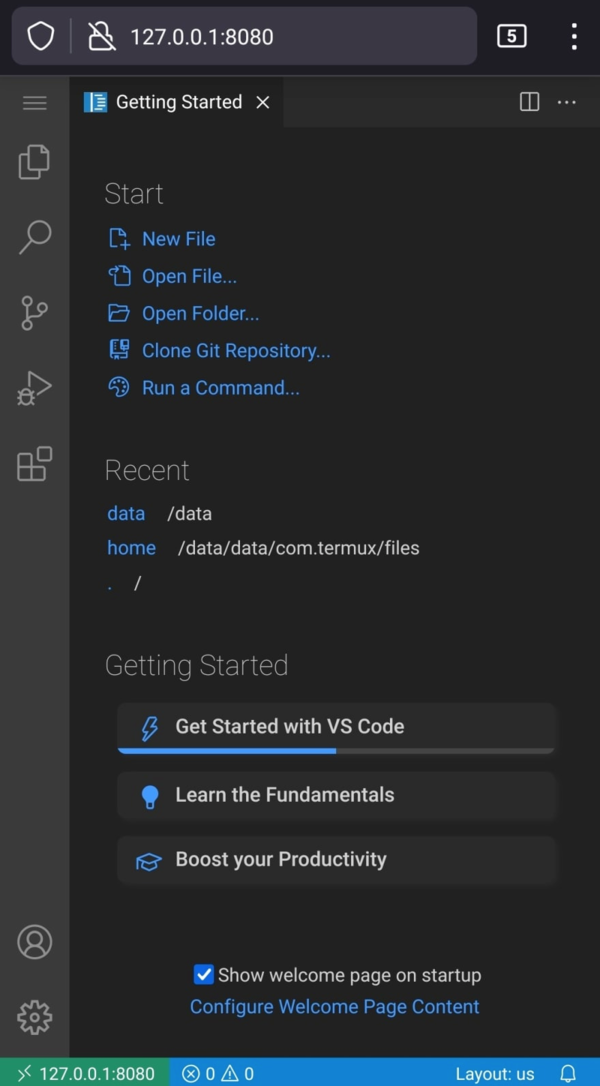 127.0.0.1:8080
5
Getting Started
Start
New File
Open File...
Open Folder...
Clone Git Repository...
Run a Command...
Recent
data /data
home /data/data/com.termux/files
. /
Getting Started
Get Started with VS Code
Learn the Fundamentals
Boost your Productivity
Show welcome page on startup
Configure Welcome Page Content
127.0.0.1:8080 0 0 Layout: us